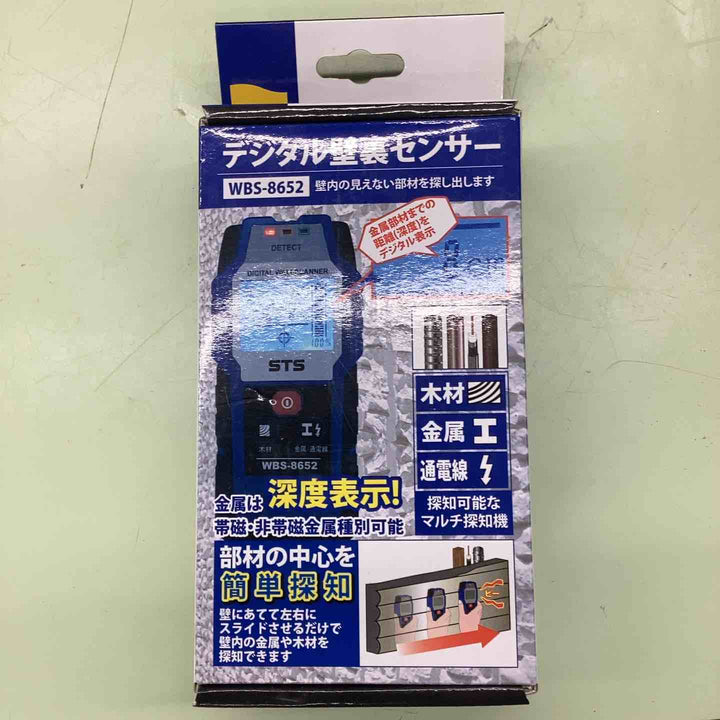 デジタル壁裏センサー
WBS-8652 壁内の見えない部材を探し出します
金属部材までの
距離(深度)を
デジタル表示
DETECT
DIGITAL WALL SCANNER
100%
STS
木材 金属・通電線
WBS-8652
木材
金属
通電線
探知可能な
マルチ探知機
金属は深度表示!
帯磁・非帯磁金属種別可能
部材の中心を
簡単探知
壁にあてて左右に
スライドさせるだけで
壁内の金属や木材を
探知できます